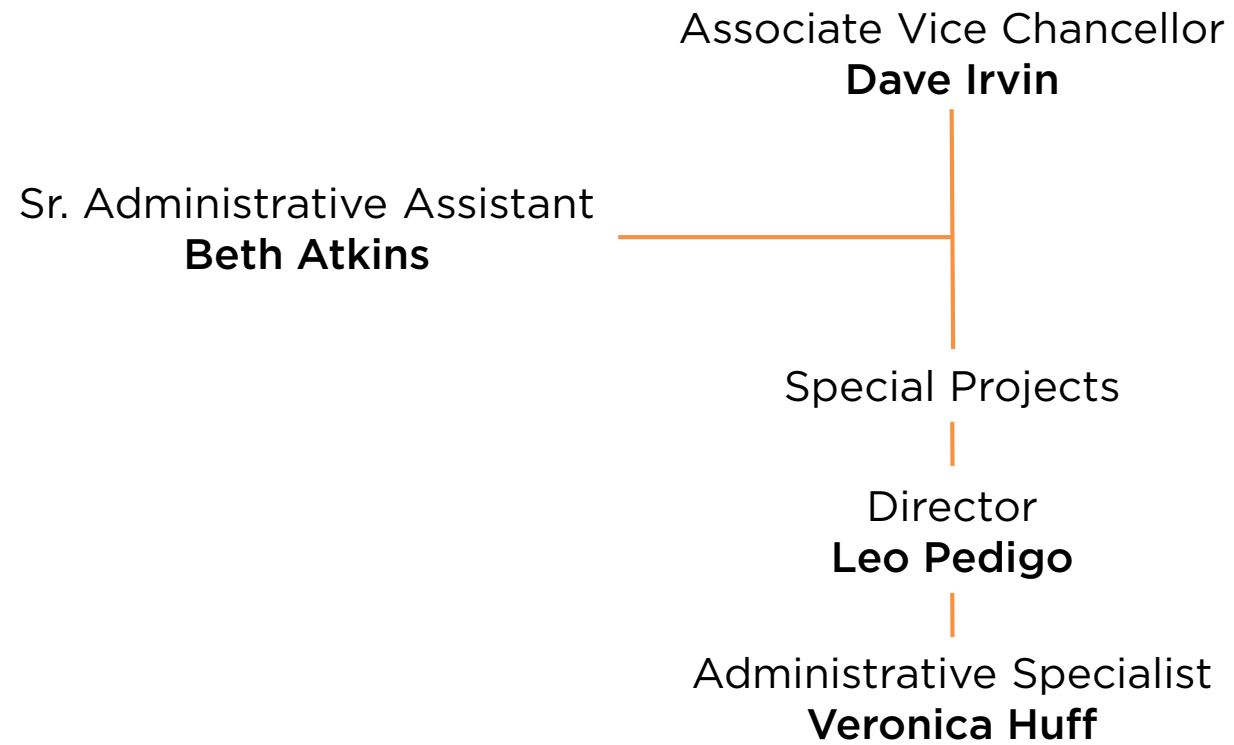 Associate Vice Chancellor
Dave Irvin
Sr. Administrative Assistant
Beth Atkins
Special Projects
Director
Leo Pedigo
Administrative Specialist
Veronica Huff